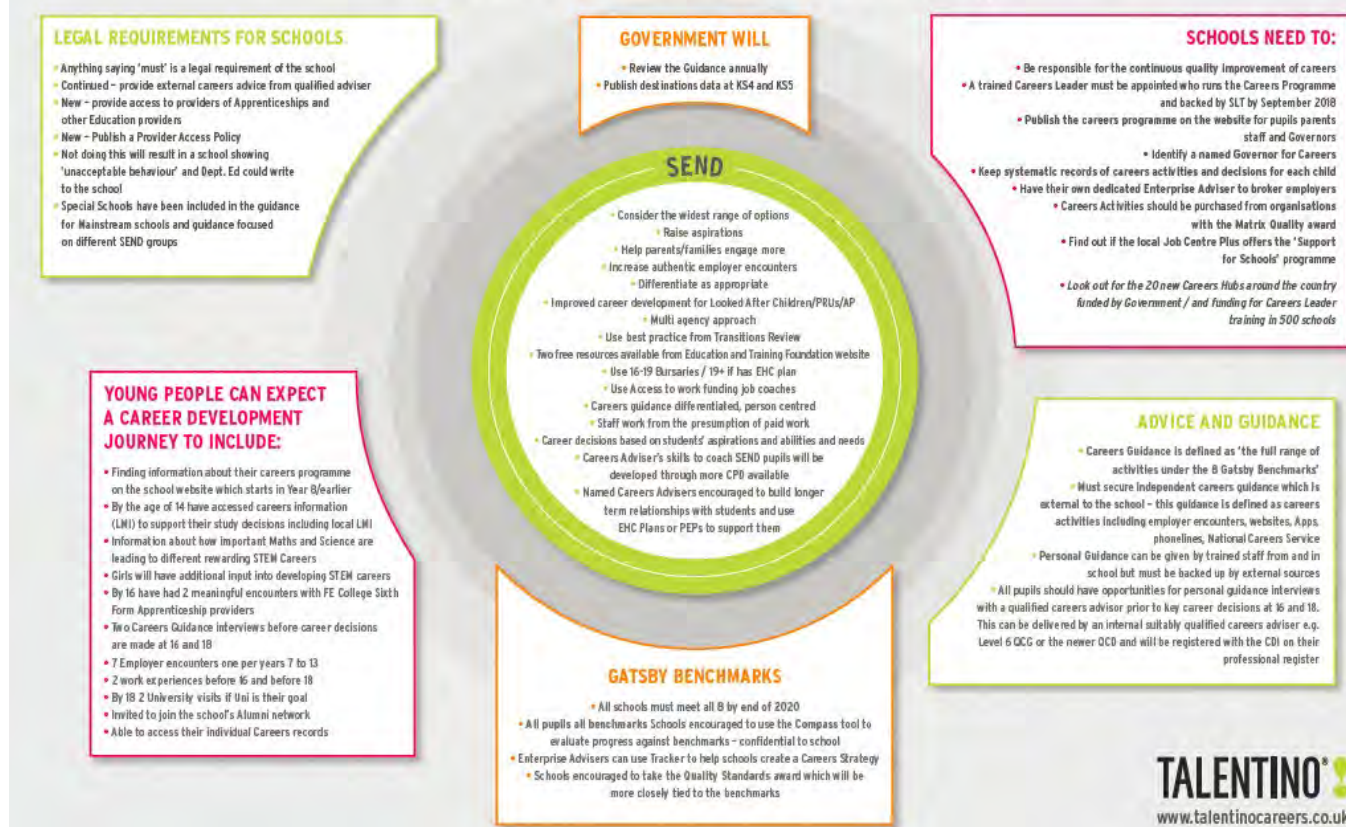 LEGAL REQUIREMENTS FOR SCHOOLS
• Anything saying 'must' is a legal requirement of the school
• Continued – provide external careers advice from qualified adviser
• New – provide access to providers of Apprenticeships and
other Education providers
• New – Publish a Provider Access Policy
• Not doing this will result in a school showing
'unacceptable behaviour' and Dept. Ed could write
to the school
• Special Schools have been included in the guidance
for Mainstream schools and guidance focused
on different SEND groups
GOVERNMENT WILL
• Review the Guidance annually
• Publish destinations data at KS4 and KS5
SCHOOLS NEED TO:
• Be responsible for the continuous quality improvement of careers
• A trained Careers Leader must be appointed who runs the Careers Programme
and backed by SLT by September 2018
• Publish the careers programme on the website for pupils parents
staff and Governors
• Identify a named Governor for Careers
• Keep systematic records of careers activities and decisions for each child
• Have their own dedicated Enterprise Adviser to broker employers
• Careers Activities should be purchased from organisations
with the Matrix Quality award
• Find out if the local Job Centre Plus offers the 'Support
for Schools' programme
• Look out for the 20 new Careers Hubs around the country
funded by Government / and funding for Careers Leader
training in 500 schools
SEND
• Consider the widest range of options
• Raise aspirations
• Help parents/families engage more
• Increase authentic employer encounters
• Differentiate as appropriate
• Improved career development for Looked After Children/PRUs/AP
• Multi agency approach
• Use best practice from Transitions Review
• Two free resources available from Education and Training Foundation website
• Use 16-19 Bursaries / 19+ if has EHC plan
• Use Access to work funding job coaches
• Careers guidance differentiated, person centred
• Staff work from the presumption of paid work
• Career decisions based on students' aspirations and abilities and needs
• Careers Adviser's skills to coach SEND pupils will be
developed through more CPD available
• Named Careers Advisers encouraged to build longer
term relationships with students and use
EHC Plans or PEPs to support them
YOUNG PEOPLE CAN EXPECT
A CAREER DEVELOPMENT
JOURNEY TO INCLUDE:
• Finding information about their careers programme
on the school website which starts in Year 8/earlier
• By the age of 14 have accessed careers information
(LMI) to support their study decisions including local LMI
• Information about how important Maths and Science are
leading to different rewarding STEM Careers
• Girls will have additional input into developing STEM careers
• By 16 have had 2 meaningful encounters with FE College Sixth
Form Apprenticeship providers
• Two Careers Guidance interviews before career decisions
are made at 16 and 18
• 7 Employer encounters one per years 7 to 13
• 2 work experiences before 16 and before 18
• By 18 2 University visits if Uni is their goal
• Invited to join the school's Alumni network
• Able to access their individual Careers records
ADVICE AND GUIDANCE
• Careers Guidance is defined as 'the full range of
activities under the 8 Gatsby Benchmarks'
• Must secure independent careers guidance which is
external to the school – this guidance is defined as careers
activities including employer encounters, websites, Apps,
phonelines, National Careers Service
• Personal Guidance can be given by trained staff from and in
school but must be backed up by external sources
• All pupils should have opportunities for personal guidance interviews
with a qualified careers advisor prior to key career decisions at 16 and 18.
This can be delivered by an internal suitably qualified careers adviser e.g.
Level 6 QCG or the newer QCD and will be registered with the CDI on their
professional register
GATSBY BENCHMARKS
• All schools must meet all 8 by end of 2020
• All pupils all benchmarks Schools encouraged to use the Compass tool to
evaluate progress against benchmarks – confidential to school
• Enterprise Advisers can use Tracker to help schools create a Careers Strategy
• Schools encouraged to take the Quality Standards award which will be
more closely tied to the benchmarks
TALENTINO®
www.talentinocareers.co.uk